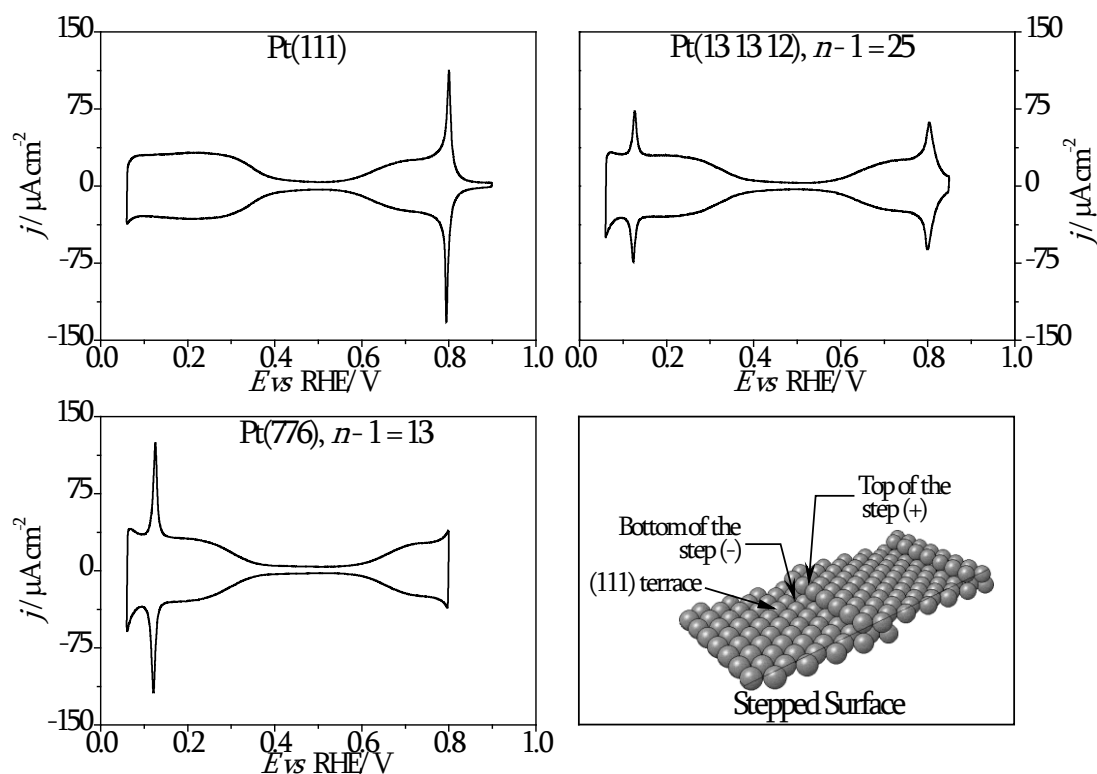 Pt(111)
150
75
0
-75
-150
j / μA cm⁻²
0.0 0.2 0.4 0.6 0.8 1.0
E vs RHE/ V
Pt(13 13 12), n - 1 = 25
150
75
0
-75
-150
j / μA cm⁻²
0.0 0.2 0.4 0.6 0.8 1.0
E vs RHE/ V
Pt(776), n - 1 = 13
150
75
0
-75
-150
j / μA cm⁻²
0.0 0.2 0.4 0.6 0.8 1.0
E vs RHE/ V
Top of the
step (+)
Bottom of the
step (-)
(111) terrace
Stepped Surface